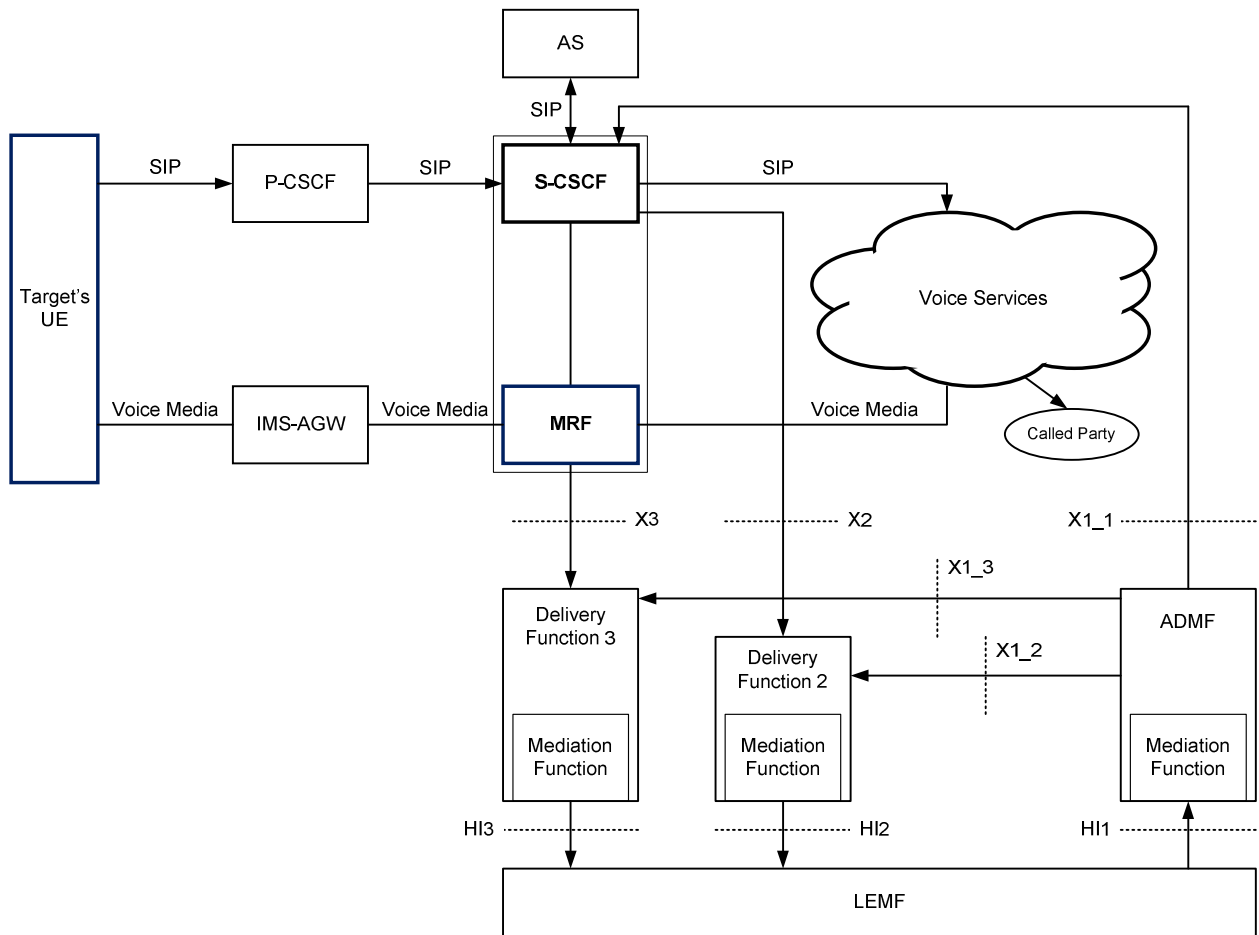 AS
SIP
SIP
P-CSCF
SIP
S-CSCF
SIP
Target's
UE
Voice Services
Voice Media
IMS-AGW
Voice Media
MRF
Voice Media
Called Party
X3
X2
X1_1
X1_3
Delivery
Function 3
ADMF
X1_2
Delivery
Function 2
Mediation
Function
Mediation
Function
Mediation
Function
HI3
HI2
HI1
LEMF